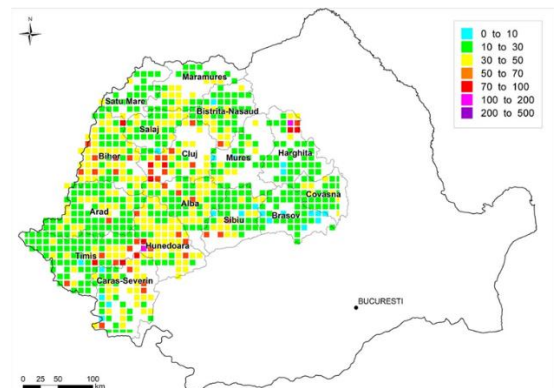 N
0 to 10
10 to 30
30 to 50
50 to 70
70 to 100
100 to 200
200 to 500
Maramures
Satu Mare
Bistrita-Nasaud
Salaj
Cluj
Bihor
Mures
Harghita
Covasna
Alba
Arad
Sibiu
Brasov
Hunedoara
Timis
Caras-Severin
BUCURESTI
0 25 50 100
km